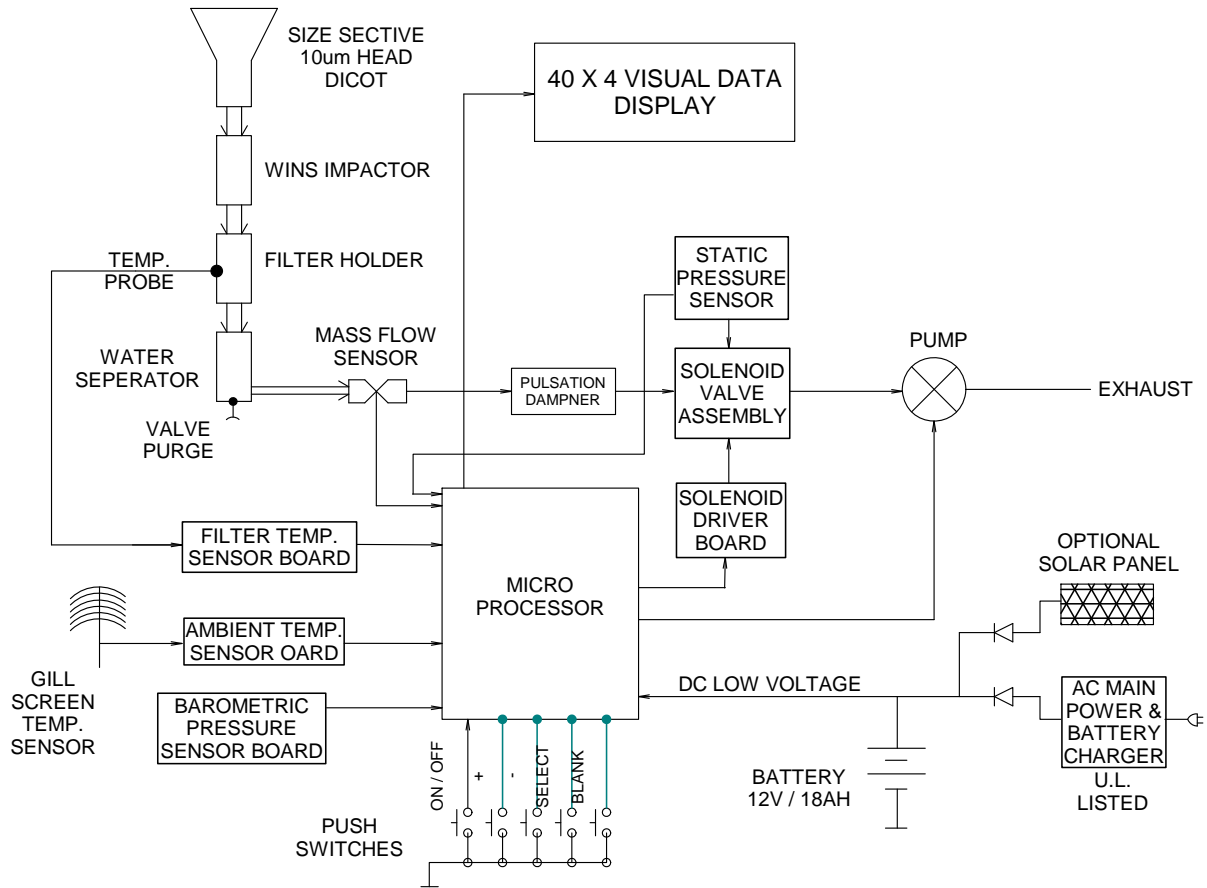 SIZE SECTIVE
10um HEAD
DICOT
40 X 4 VISUAL DATA
DISPLAY
WINS IMPACTOR
TEMP.
PROBE
FILTER HOLDER
STATIC
PRESSURE
SENSOR
MASS FLOW
SENSOR
WATER
SEPERATOR
PULSATION
DAMPNER
SOLENOID
VALVE
ASSEMBLY
PUMP
EXHAUST
VALVE
PURGE
SOLENOID
DRIVER
BOARD
FILTER TEMP.
SENSOR BOARD
MICRO
PROCESSOR
OPTIONAL
SOLAR PANEL
AMBIENT TEMP.
SENSOR OARD
GILL
SCREEN
TEMP.
SENSOR
BAROMETRIC
PRESSURE
SENSOR BOARD
DC LOW VOLTAGE
AC MAIN
POWER &
BATTERY
CHARGER
U.L.
LISTED
BATTERY
12V / 18AH
ON / OFF
+
-
SELECT
BLANK
PUSH
SWITCHES